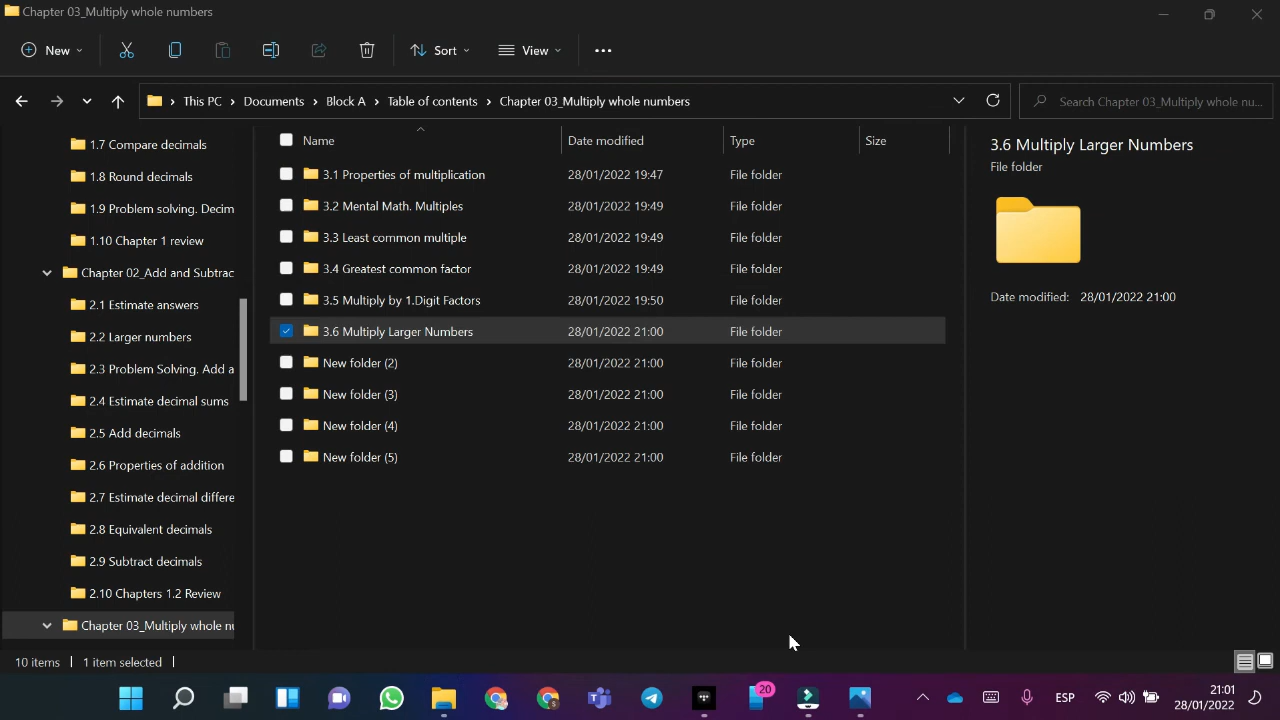 Chapter 03_Multiply whole numbers
New
Sort
View
This PC
Documents
Block A
Table of contents
Chapter 03_Multiply whole numbers
Search Chapter 03_Multiply whole nu...
1.7 Compare decimals
1.8 Round decimals
1.9 Problem solving. Decim
1.10 Chapter 1 review
Chapter 02_Add and Subtrac
2.1 Estimate answers
2.2 Larger numbers
2.3 Problem Solving. Add a
2.4 Estimate decimal sums
2.5 Add decimals
2.6 Properties of addition
2.7 Estimate decimal differe
2.8 Equivalent decimals
2.9 Subtract decimals
2.10 Chapters 1.2 Review
Chapter 03_Multiply whole nu
Name Date modified Type Size
3.1 Properties of multiplication 28/01/2022 19:47 File folder
3.2 Mental Math. Multiples 28/01/2022 19:49 File folder
3.3 Least common multiple 28/01/2022 19:49 File folder
3.4 Greatest common factor 28/01/2022 19:49 File folder
3.5 Multiply by 1.Digit Factors 28/01/2022 19:50 File folder
3.6 Multiply Larger Numbers 28/01/2022 21:00 File folder
New folder (2) 28/01/2022 21:00 File folder
New folder (3) 28/01/2022 21:00 File folder
New folder (4) 28/01/2022 21:00 File folder
New folder (5) 28/01/2022 21:00 File folder
3.6 Multiply Larger Numbers
File folder
Date modified: 28/01/2022 21:00
10 items 1 item selected
20
ESP
21:01
28/01/2022